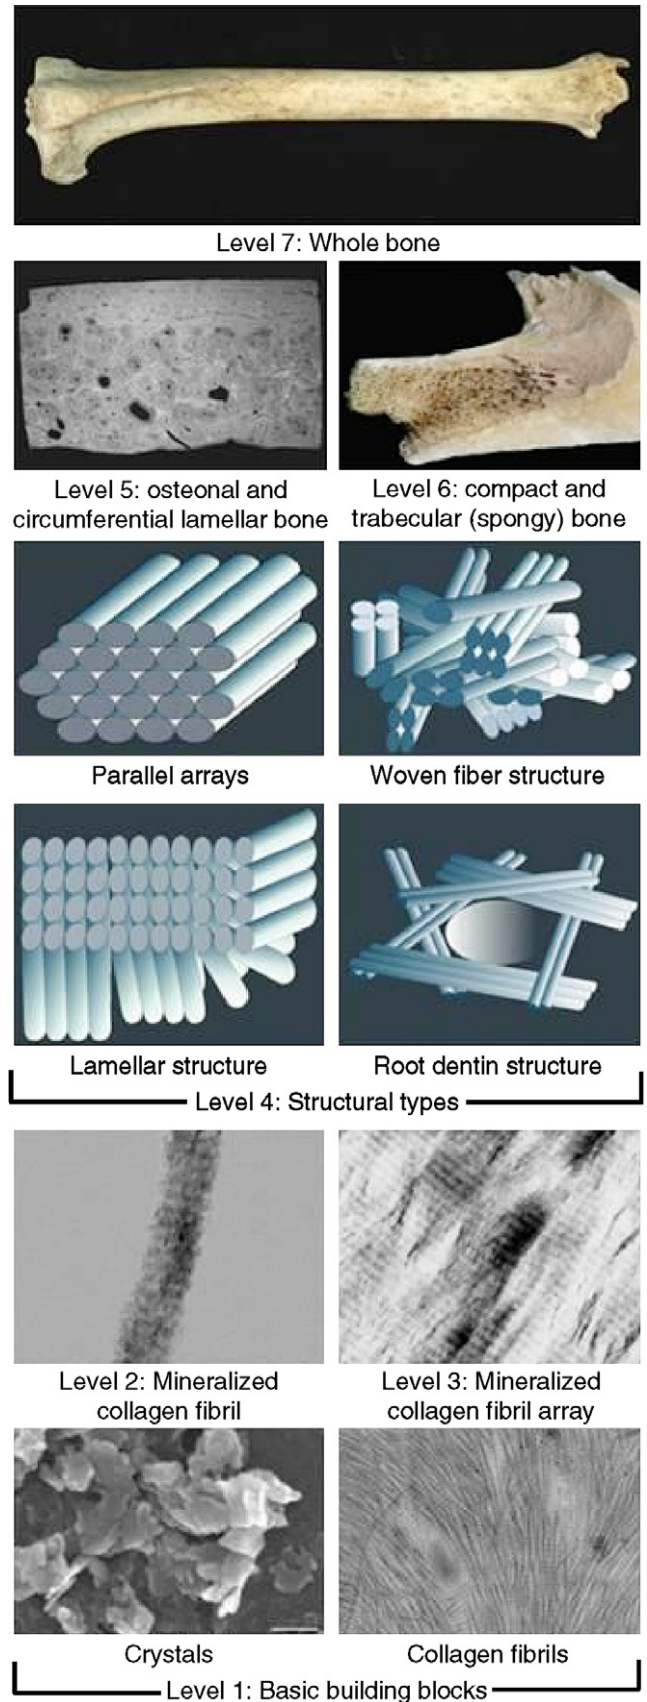 Level 7: Whole bone
Level 5: osteonal and
circumferential lamellar bone
Level 6: compact and
trabecular (spongy) bone
Parallel arrays
Woven fiber structure
Lamellar structure
Root dentin structure
Level 4: Structural types
Level 2: Mineralized
collagen fibril
Level 3: Mineralized
collagen fibril array
Crystals
Collagen fibrils
Level 1: Basic building blocks